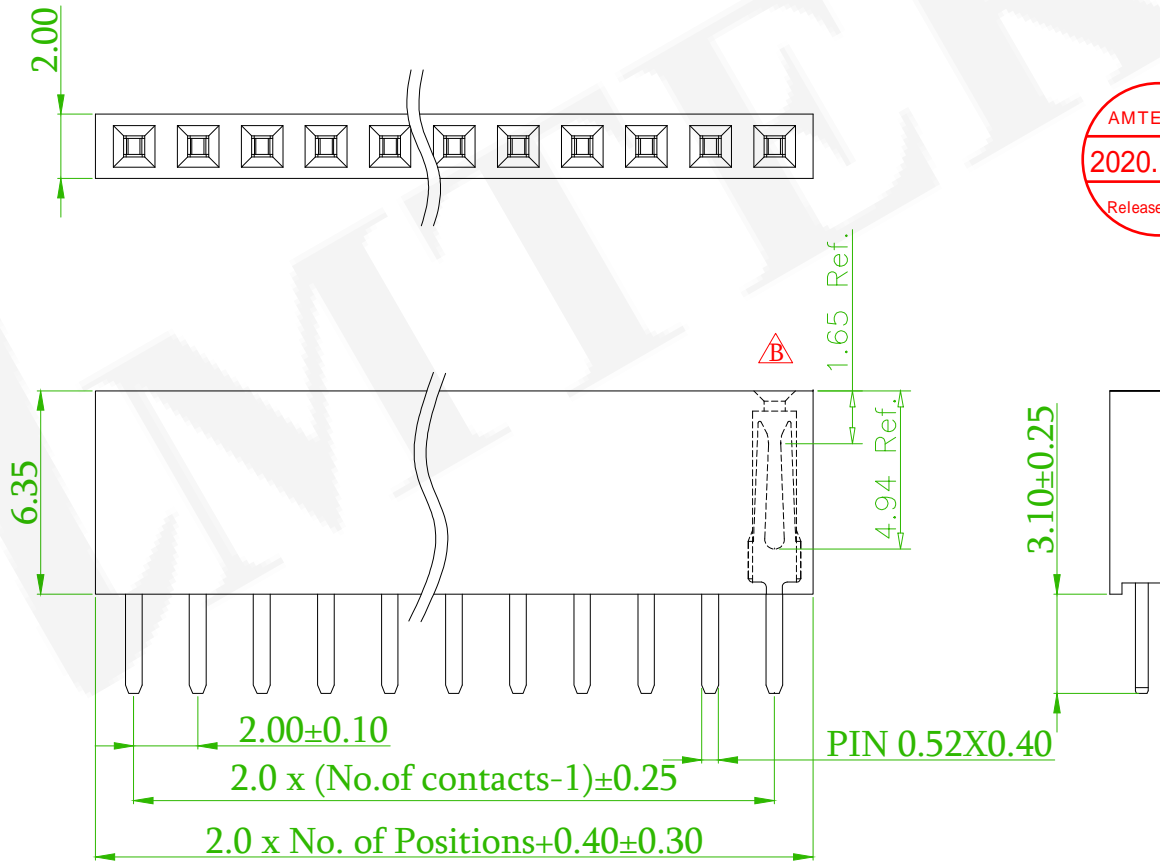 2.00
AMTE
2020.
Release
1.65 Ref.
B
6.35
4.94 Ref.
3.10±0.25
2.00±0.10
PIN 0.52X0.40
2.0 x (No.of contacts-1)±0.25
2.0 x No. of Positions+0.40±0.30